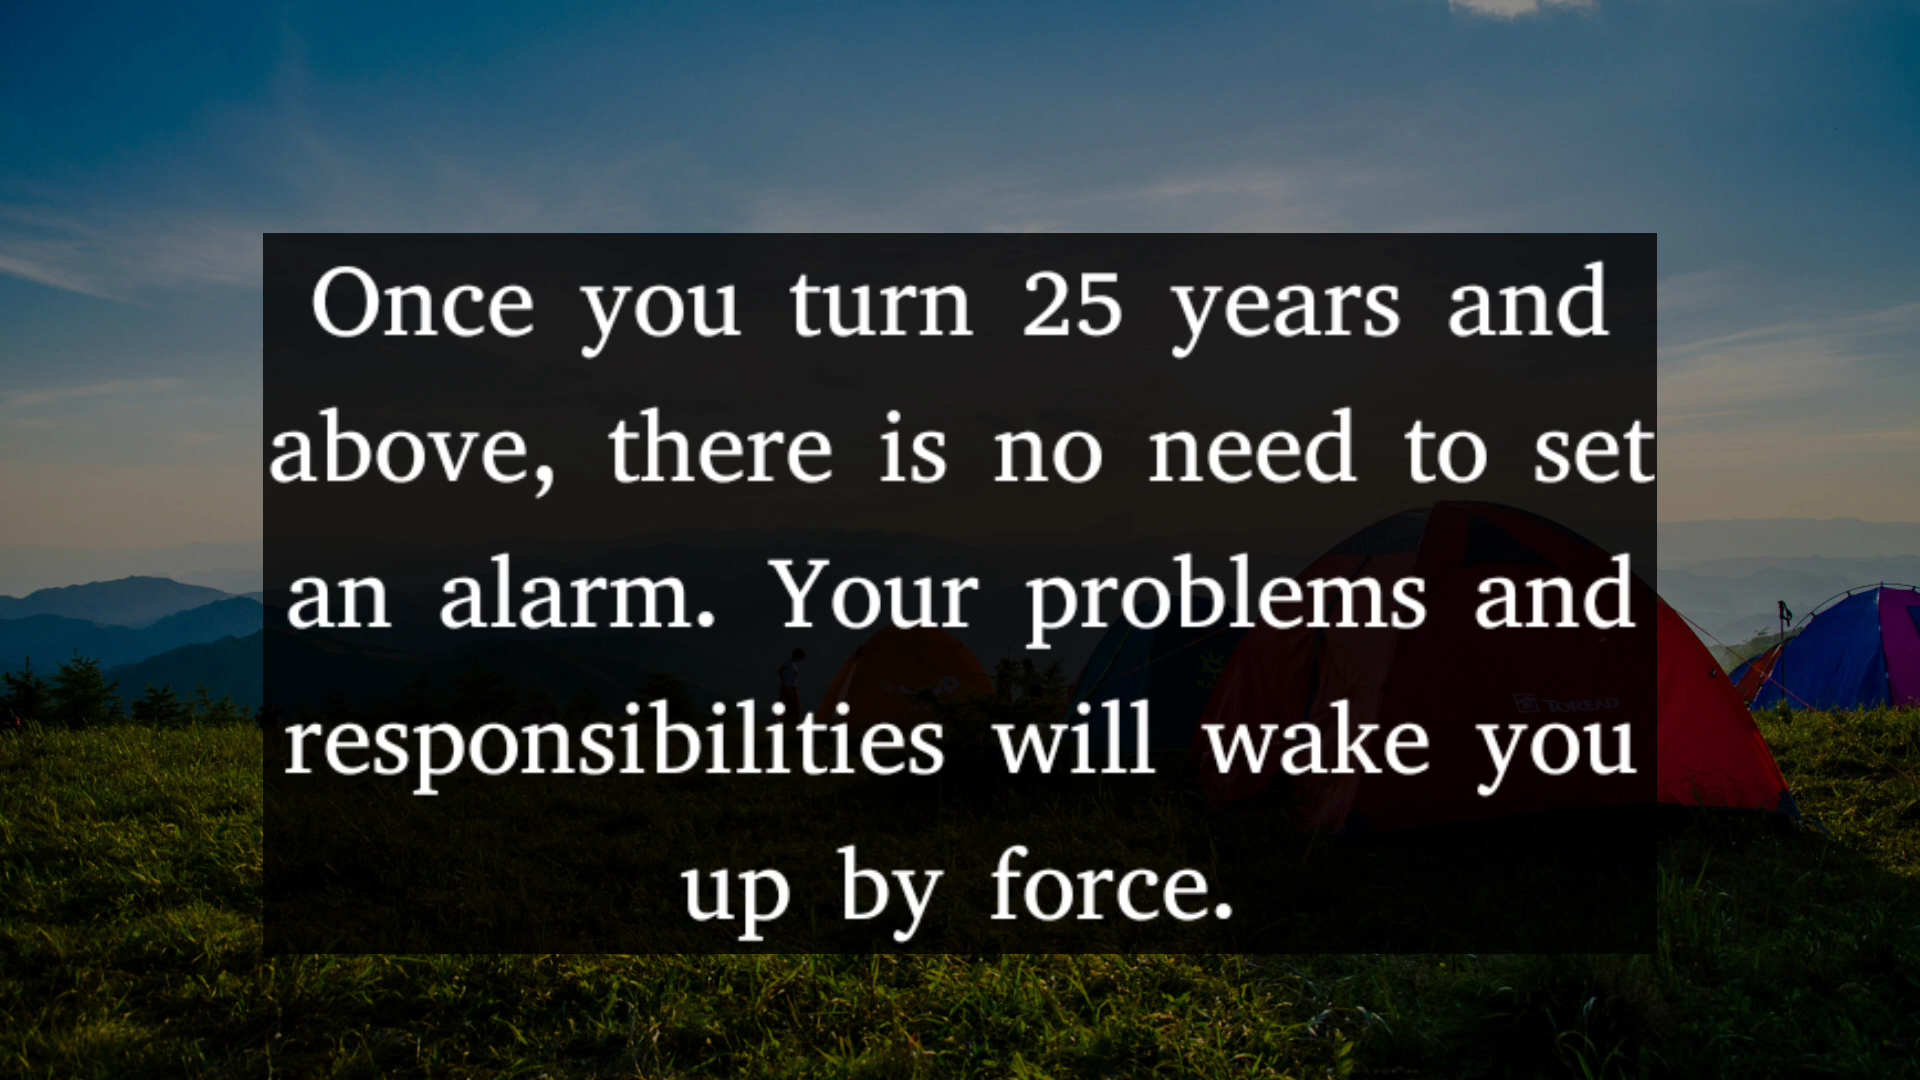 Once you turn 25 years and
above, there is no need to set
an alarm. Your problems and
responsibilities will wake you
up by force.
TOREAD